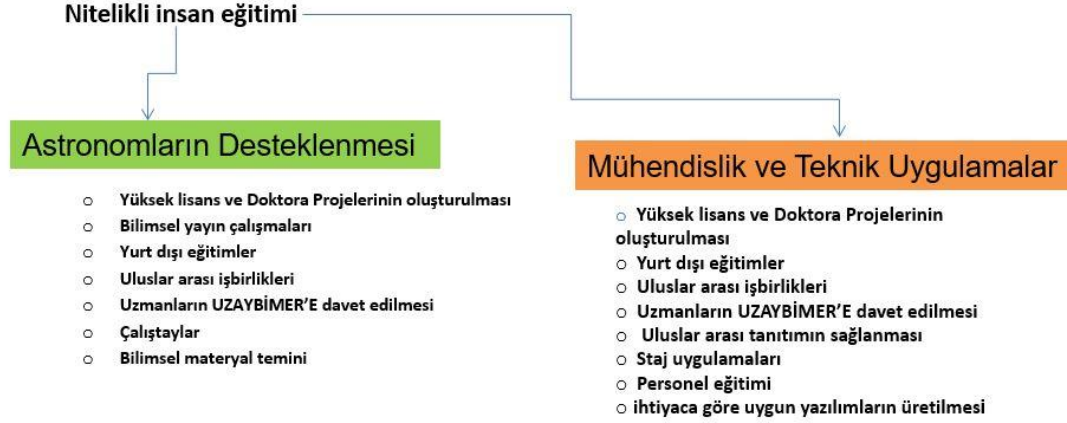 Nitelikli insan eğitimi
Astronomların Desteklenmesi
o Yüksek lisans ve Doktora Projelerinin oluşturulması
o Bilimsel yayın çalışmaları
o Yurt dışı eğitimler
o Uluslar arası işbirlikleri
o Uzmanların UZAYBİMER’E davet edilmesi
o Çalıştaylar
o Bilimsel materyal temini
Mühendislik ve Teknik Uygulamalar
o Yüksek lisans ve Doktora Projelerinin
oluşturulması
o Yurt dışı eğitimler
o Uluslar arası işbirlikleri
o Uzmanların UZAYBİMER’E davet edilmesi
o Uluslar arası tanıtımın sağlanması
o Staj uygulamaları
o Personel eğitimi
o ihtiyaca göre uygun yazılımların üretilmesi